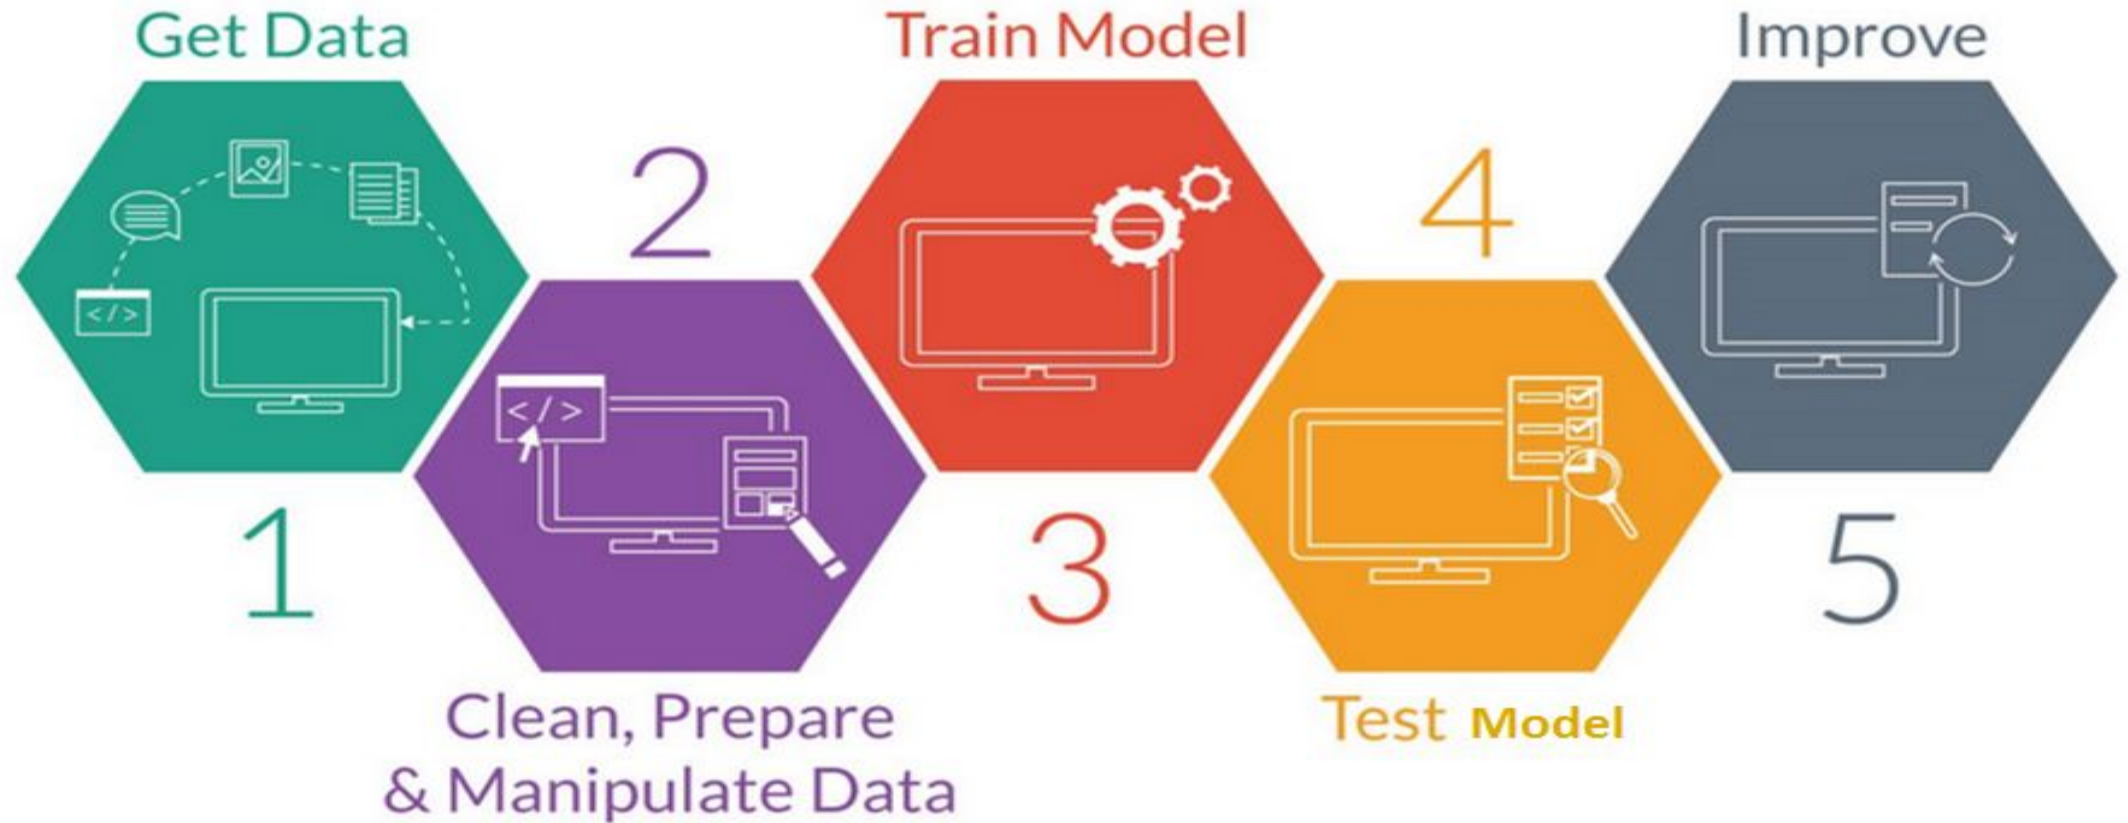 Get Data
</>
1
2
</>
Clean, Prepare
& Manipulate Data
Train Model
3
4
Test Model
Improve
5